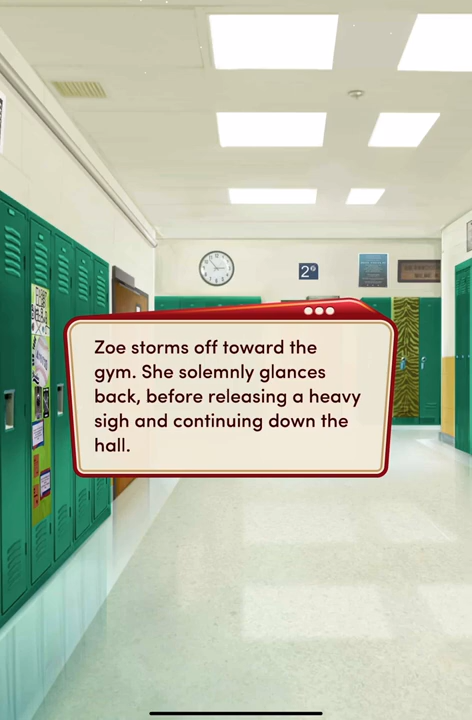 2
Zoe storms off toward the
gym. She solemnly glances
back, before releasing a heavy
sigh and continuing down the
hall.